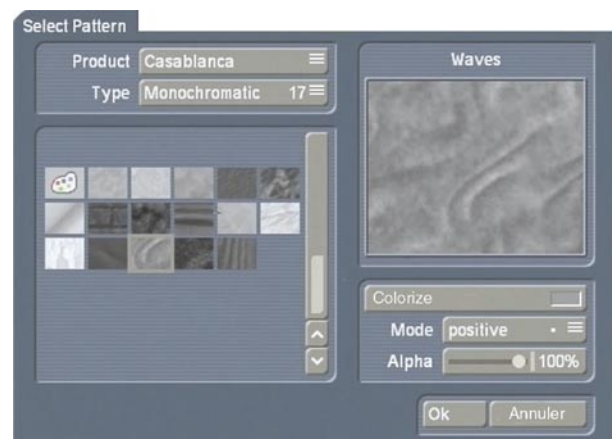 Select Pattern
Product Casablanca
Type Monochromatic 17
Waves
Colorize
Mode positive
Alpha 100%
Ok Annuler